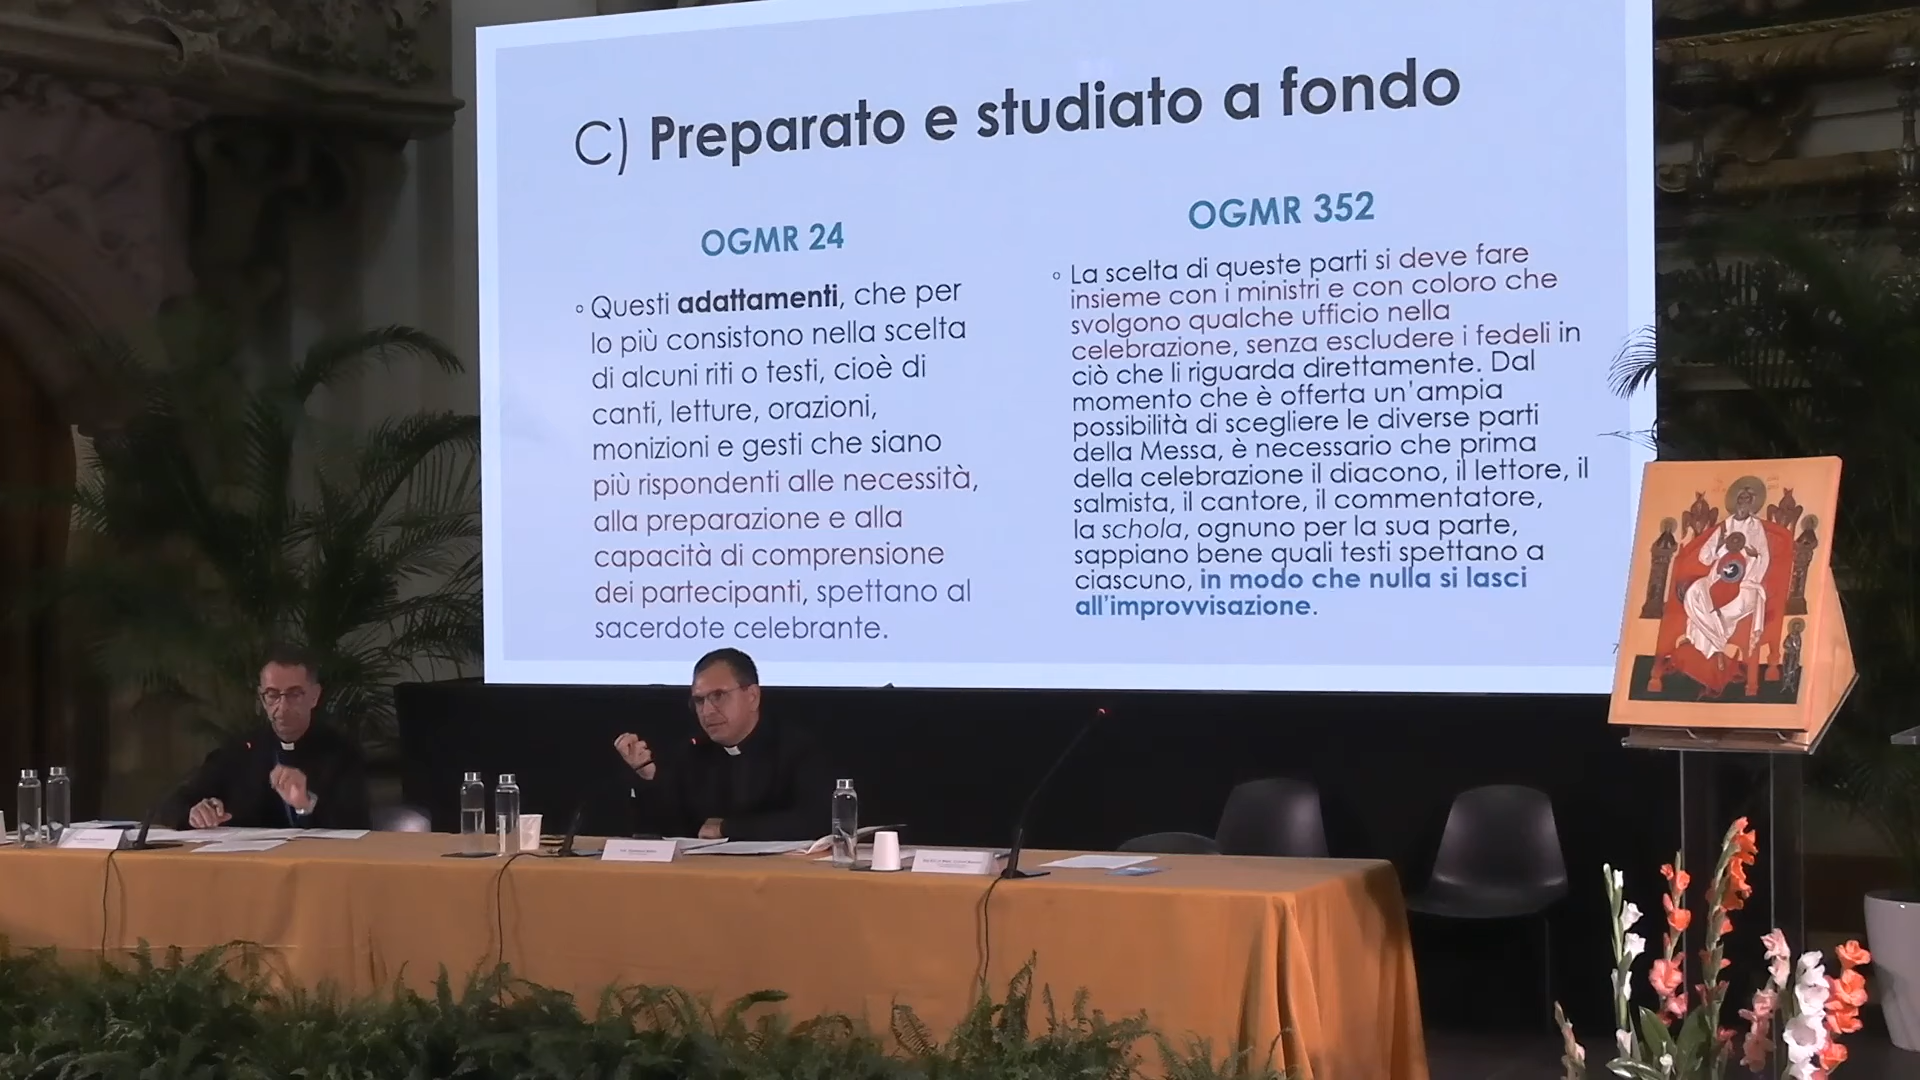 C) Preparato e studiato a fondo
OGMR 24
◦ Questi adattamenti, che per
lo più consistono nella scelta
di alcuni riti o testi, cioè di
canti, letture, orazioni,
monizioni e gesti che siano
più rispondenti alle necessità,
alla preparazione e alla
capacità di comprensione
dei partecipanti, spettano al
sacerdote celebrante.
OGMR 352
◦ La scelta di queste parti si deve fare
insieme con i ministri e con coloro che
svolgono qualche ufficio nella
celebrazione, senza escludere i fedeli in
ciò che li riguarda direttamente. Dal
momento che è offerta un'ampia
possibilità di scegliere le diverse parti
della Messa, è necessario che prima
della celebrazione il diacono, il lettore, il
salmista, il cantore, il commentatore,
la schola, ognuno per la sua parte,
sappiano bene quali testi spettano a
ciascuno, in modo che nulla si lasci
all'improvvisazione.